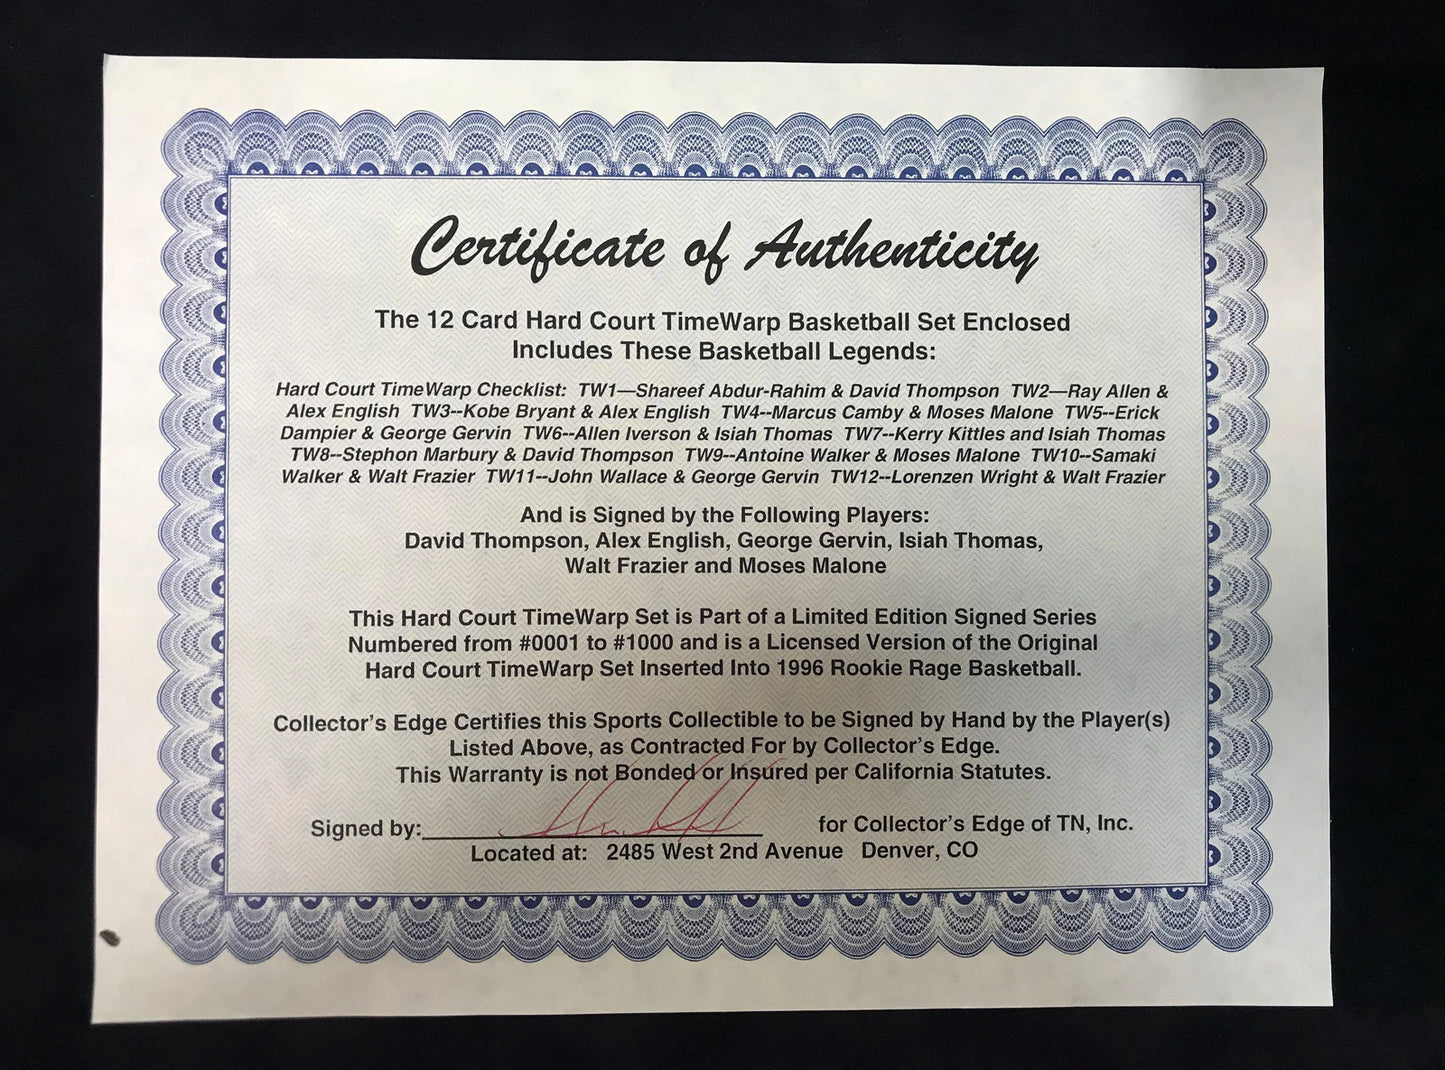 Certificate of Authenticity
The 12 Card Hard Court TimeWarp Basketball Set Enclosed
Includes These Basketball Legends:
Hard Court TimeWarp Checklist: TW1—Shareef Abdur-Rahim & David Thompson TW2—Ray Allen &
Alex English TW3--Kobe Bryant & Alex English TW4--Marcus Camby & Moses Malone TW5--Erick
Dampier & George Gervin TW6--Allen Iverson & Isiah Thomas TW7--Kerry Kittles and Isiah Thomas
TW8--Stephon Marbury & David Thompson TW9--Antoine Walker & Moses Malone TW10--Samaki
Walker & Walt Frazier TW11--John Wallace & George Gervin TW12--Lorenzen Wright & Walt Frazier
And is Signed by the Following Players:
David Thompson, Alex English, George Gervin, Isiah Thomas,
Walt Frazier and Moses Malone
This Hard Court TimeWarp Set is Part of a Limited Edition Signed Series
Numbered from #0001 to #1000 and is a Licensed Version of the Original
Hard Court TimeWarp Set Inserted Into 1996 Rookie Rage Basketball.
Collector's Edge Certifies this Sports Collectible to be Signed by Hand by the Player(s)
Listed Above, as Contracted For by Collector's Edge.
This Warranty is not Bonded or Insured per California Statutes.
Signed by: for Collector's Edge of TN, Inc.
Located at: 2485 West 2nd Avenue Denver, CO